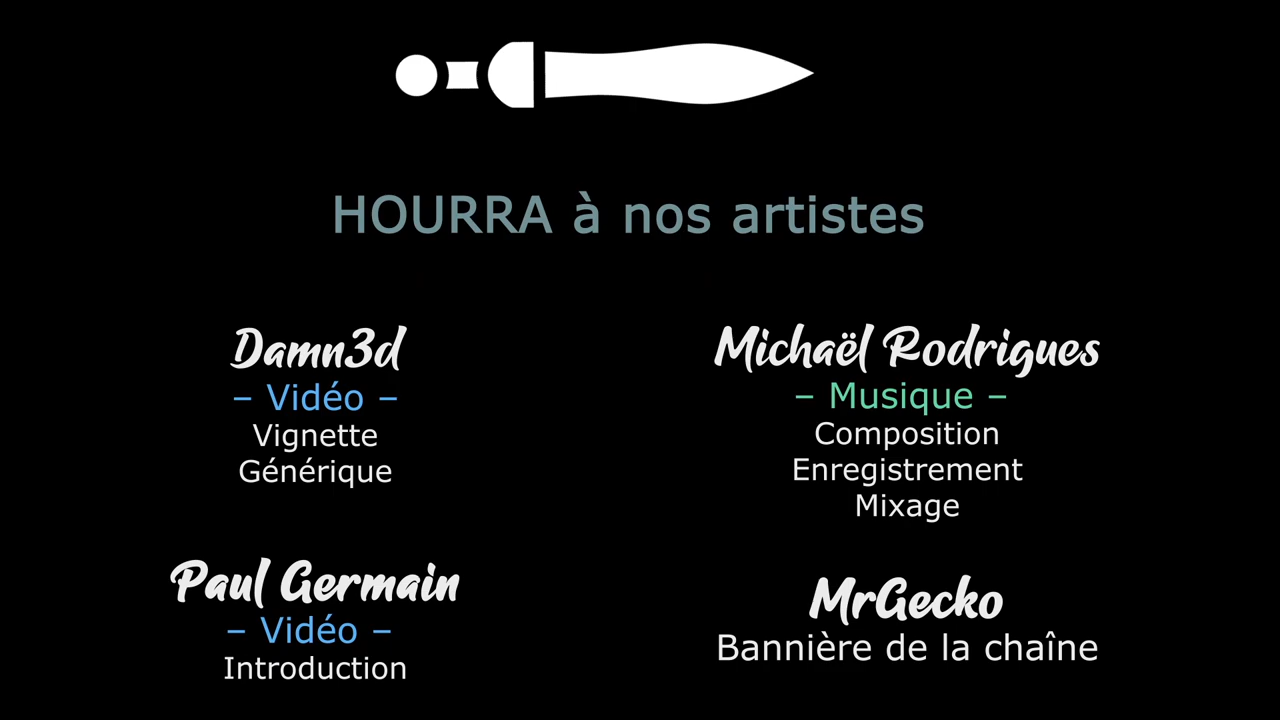 HOURRA à nos artistes
Damn3d
– Vidéo –
Vignette
Générique
Michaël Rodrigues
– Musique –
Composition
Enregistrement
Mixage
Paul Germain
– Vidéo –
Introduction
MrGecko
Bannière de la chaîne